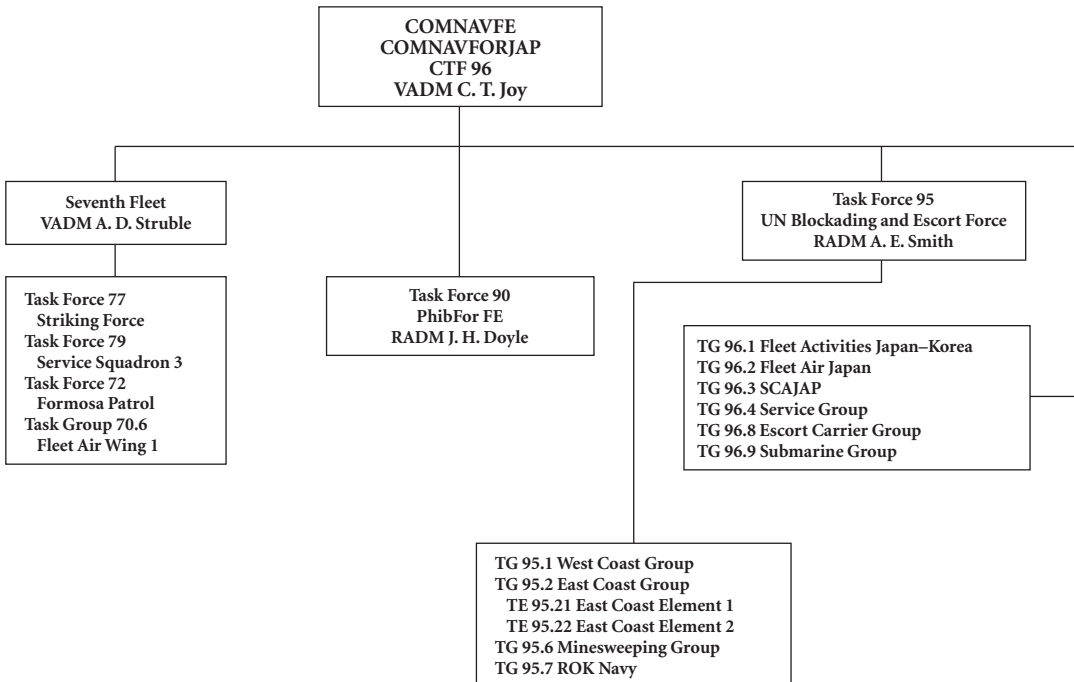 COMNAVFE
COMNAVFORJAP
CTF 96
VADM C. T. Joy
Seventh Fleet
VADM A. D. Struble
Task Force 95
UN Blockading and Escort Force
RADM A. E. Smith
Task Force 77
Striking Force
Task Force 79
Service Squadron 3
Task Force 72
Formosa Patrol
Task Group 70.6
Fleet Air Wing 1
Task Force 90
PhibFor FE
RADM J. H. Doyle
TG 96.1 Fleet Activities Japan–Korea
TG 96.2 Fleet Air Japan
TG 96.3 SCAJAP
TG 96.4 Service Group
TG 96.8 Escort Carrier Group
TG 96.9 Submarine Group
TG 95.1 West Coast Group
TG 95.2 East Coast Group
TE 95.21 East Coast Element 1
TE 95.22 East Coast Element 2
TG 95.6 Minesweeping Group
TG 95.7 ROK Navy